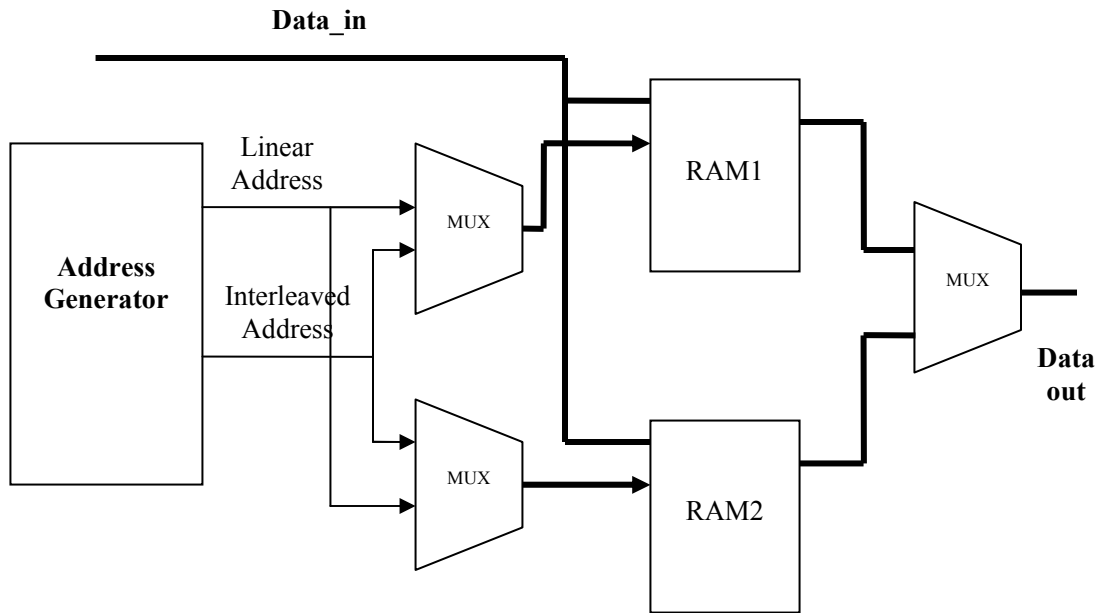 Data_in
Linear
Address
MUX
RAM1
Address
Generator
Interleaved
Address
MUX
Data
out
MUX
RAM2